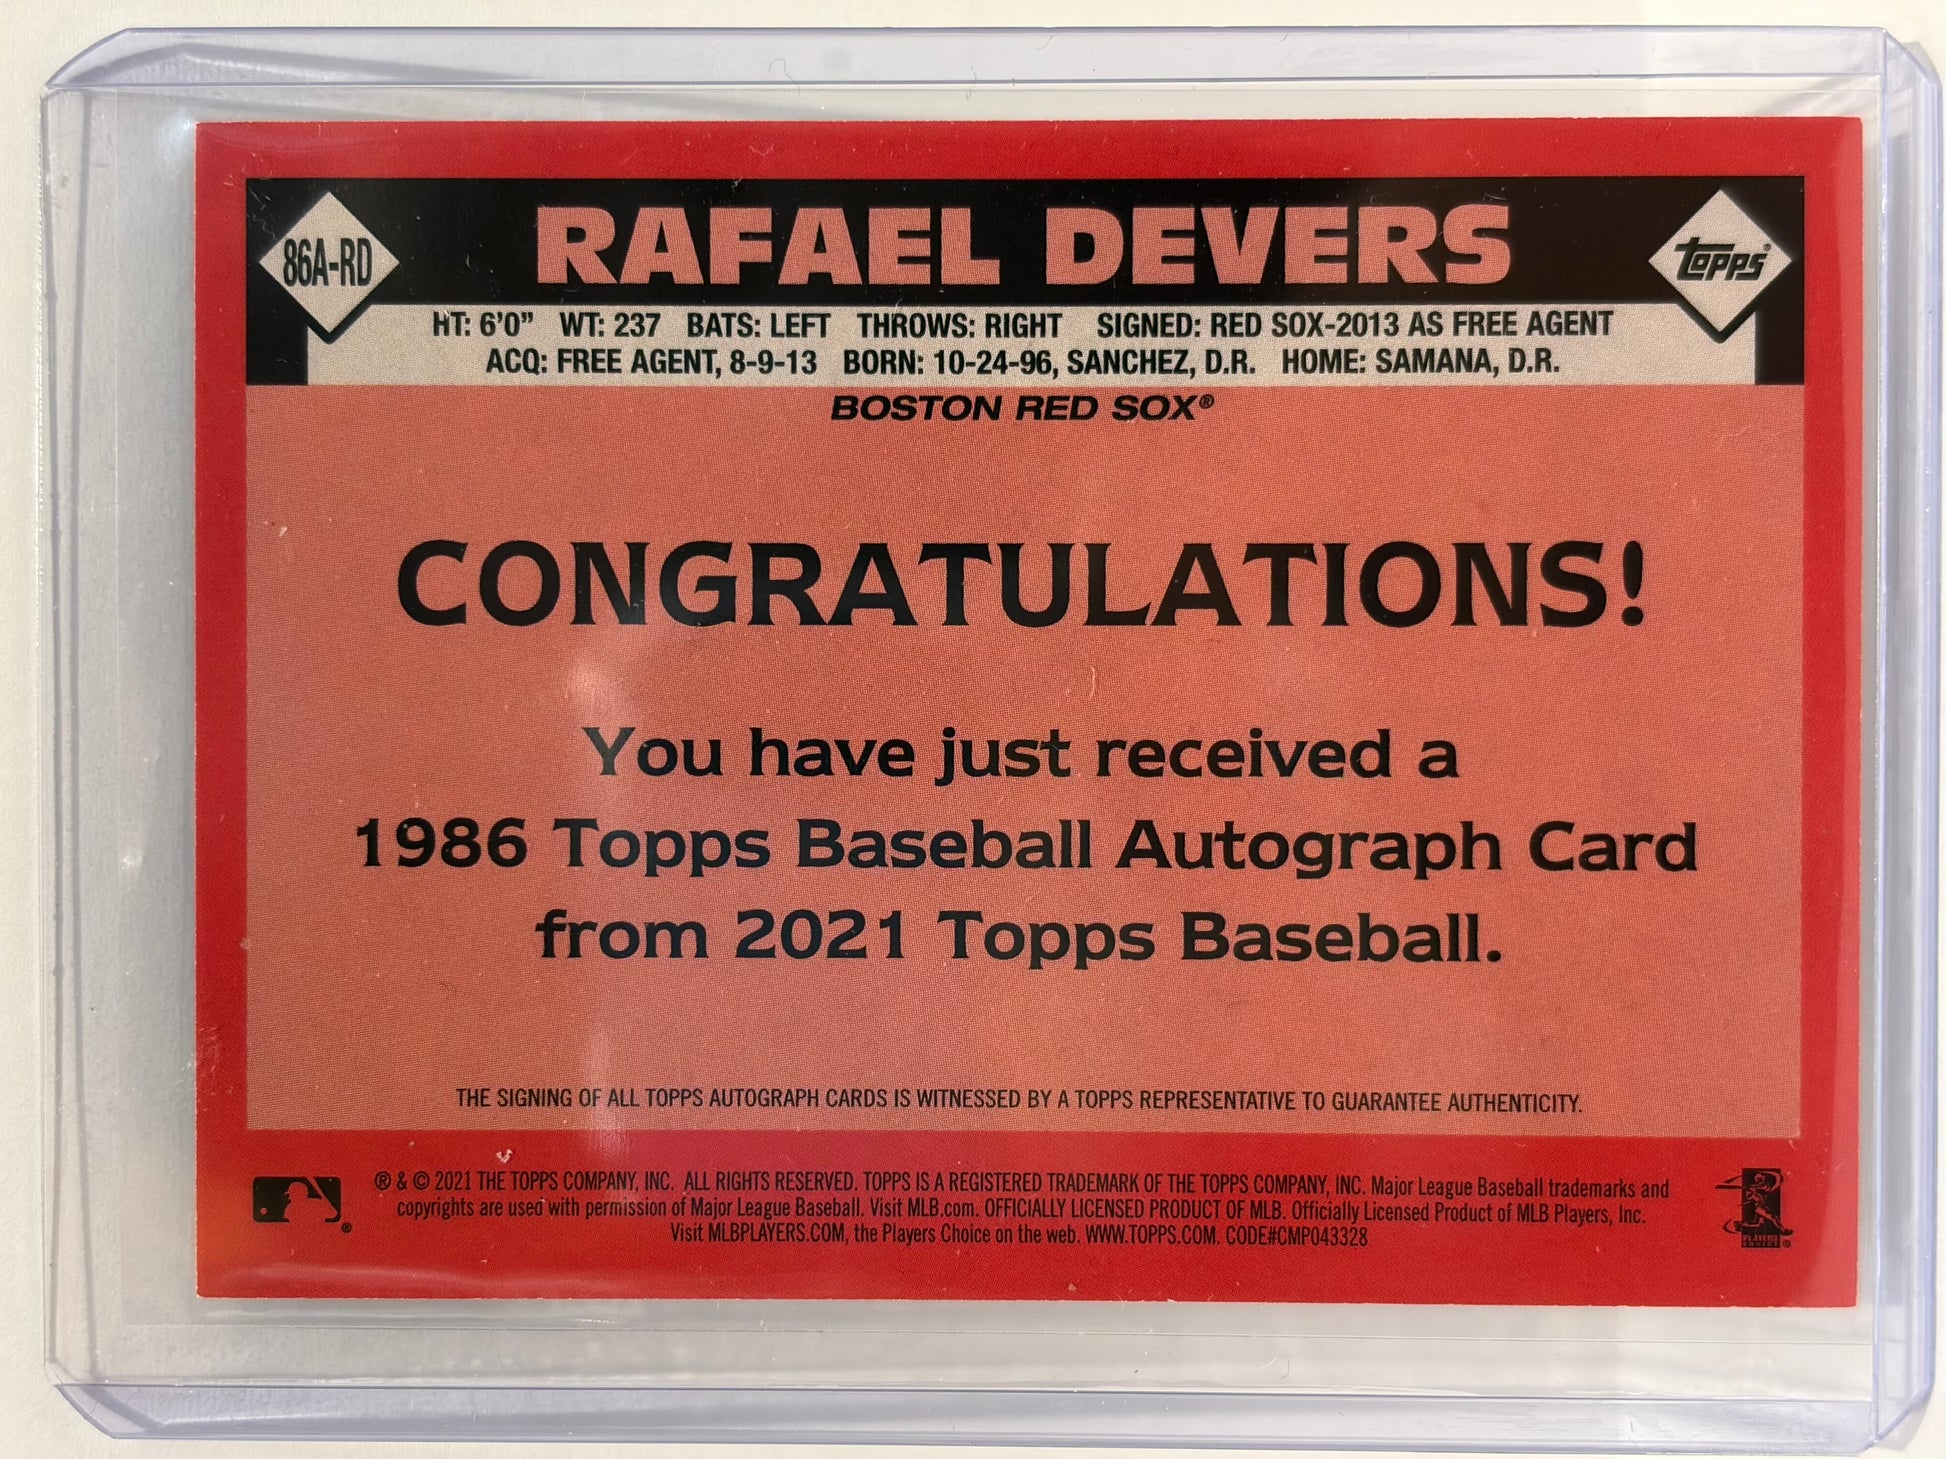 86A-RD
RAFAEL DEVERS
Topps®
HT: 6'0" WT: 237 BATS: LEFT THROWS: RIGHT SIGNED: RED SOX-2013 AS FREE AGENT
ACQ: FREE AGENT, 8-9-13 BORN: 10-24-96, SANCHEZ, D.R. HOME: SAMANA, D.R.
BOSTON RED SOX®
CONGRATULATIONS!
You have just received a
1986 Topps Baseball Autograph Card
from 2021 Topps Baseball.
THE SIGNING OF ALL TOPPS AUTOGRAPH CARDS IS WITNESSED BY A TOPPS REPRESENTATIVE TO GUARANTEE AUTHENTICITY.
® & © 2021 THE TOPPS COMPANY, INC. ALL RIGHTS RESERVED. TOPPS IS A REGISTERED TRADEMARK OF THE TOPPS COMPANY, INC. Major League Baseball trademarks and
copyrights are used with permission of Major League Baseball. Visit MLB.com. OFFICIALLY LICENSED PRODUCT OF MLB. Officially Licensed Product of MLB Players, Inc.
Visit MLBPLAYERS.COM, the Players Choice on the web. WWW.TOPPS.COM. CODE#CMP043328
PLAYERS